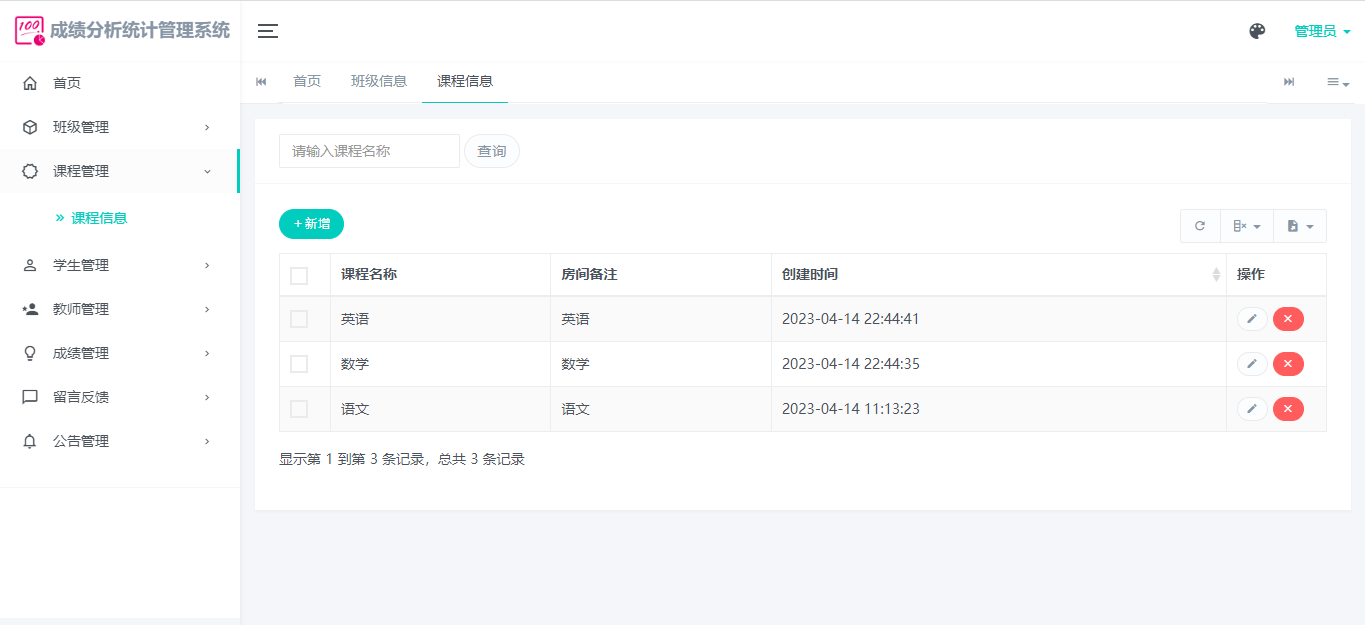 100 成绩分析统计管理系统
管理员
首页
班级管理
课程管理
课程信息
学生管理
教师管理
成绩管理
留言反馈
公告管理
首页 班级信息 课程信息
请输入课程名称 查询
+ 新增
课程名称 房间备注 创建时间 操作
英语 英语 2023-04-14 22:44:41
数学 数学 2023-04-14 22:44:35
语文 语文 2023-04-14 11:13:23
显示第 1 到第 3 条记录，总共 3 条记录